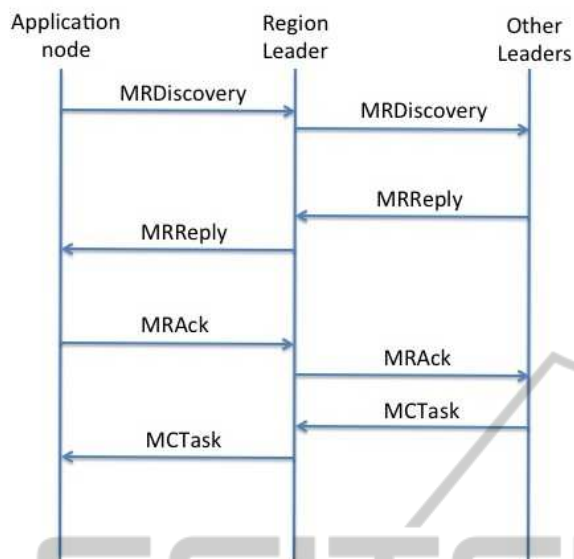 Application
node
Region
Leader
Other
Leaders
MRDiscovery
MRDiscovery
MRReply
MRReply
MRAck
MRAck
MCTask
MCTask